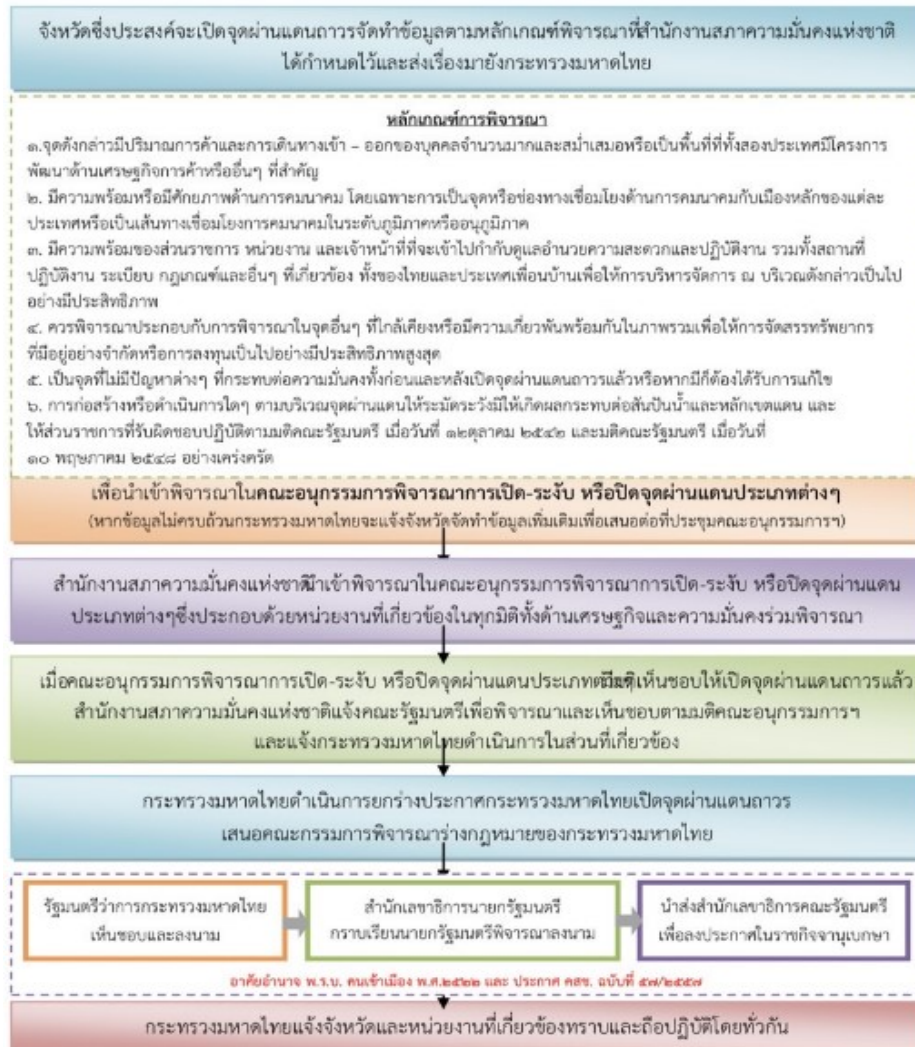 จังหวัดซึ่งประสงค์จะเปิดจุดผ่านแดนถาวรจัดทำข้อมูลตามหลักเกณฑ์พิจารณาที่สำนักงานสภาความมั่นคงแห่งชาติ
ได้กำหนดไว้และส่งเรื่องมายังกระทรวงมหาดไทย
หลักเกณฑ์การพิจารณา
๑.จุดดังกล่าวมีปริมาณการค้าและการเดินทางเข้า – ออกของบุคคลจำนวนมากและสม่ำเสมอหรือเป็นพื้นที่ที่ทั้งสองประเทศมีโครงการ
พัฒนาด้านเศรษฐกิจการค้าหรืออื่นๆ ที่สำคัญ
๒. มีความพร้อมหรือมีศักยภาพด้านการคมนาคม โดยเฉพาะการเป็นจุดหรือช่องทางเชื่อมโยงด้านการคมนาคมกับเมืองหลักของแต่ละ
ประเทศหรือเป็นเส้นทางเชื่อมโยงการคมนาคมในระดับภูมิภาคหรืออนุภูมิภาค
๓. มีความพร้อมของส่วนราชการ หน่วยงาน และเจ้าหน้าที่ที่จะเข้าไปกำกับดูแลอำนวยความสะดวกและปฏิบัติงาน รวมทั้งสถานที่
ปฏิบัติงาน ระเบียบ กฎเกณฑ์และอื่นๆ ที่เกี่ยวข้อง ทั้งของไทยและประเทศเพื่อนบ้านเพื่อให้การบริหารจัดการ ณ บริเวณดังกล่าวเป็นไป
อย่างมีประสิทธิภาพ
๔. ควรพิจารณาประกอบกับการพิจารณาในจุดอื่นๆ ที่ใกล้เคียงหรือมีความเกี่ยวพันพร้อมกันในภาพรวมเพื่อให้การจัดสรรทรัพยากร
ที่มีอยู่อย่างจำกัดหรือการลงทุนเป็นไปอย่างมีประสิทธิภาพสูงสุด
๕. เป็นจุดที่ไม่มีปัญหาต่างๆ ที่กระทบต่อความมั่นคงทั้งก่อนและหลังเปิดจุดผ่านแดนถาวรแล้วหรือหากมีก็ต้องได้รับการแก้ไข
๖. การก่อสร้างหรือดำเนินการใดๆ ตามบริเวณจุดผ่านแดนให้ระมัดระวังมิให้เกิดผลกระทบต่อสันปันน้ำและหลักเขตแดน และ
ให้ส่วนราชการที่รับผิดชอบปฏิบัติตามมติคณะรัฐมนตรี เมื่อวันที่ ๑๒ตุลาคม ๒๕๔๒ และมติคณะรัฐมนตรี เมื่อวันที่
๑๐ พฤษภาคม ๒๕๔๘ อย่างเคร่งครัด
เพื่อนำเข้าพิจารณาในคณะอนุกรรมการพิจารณาการเปิด-ระงับ หรือปิดจุดผ่านแดนประเภทต่างๆ
(หากข้อมูลไม่ครบถ้วนกระทรวงมหาดไทยจะแจ้งจังหวัดจัดทำข้อมูลเพิ่มเติมเพื่อเสนอต่อที่ประชุมคณะอนุกรรมการฯ)
สำนักงานสภาความมั่นคงแห่งชาตินำเข้าพิจารณาในคณะอนุกรรมการพิจารณาการเปิด-ระงับ หรือปิดจุดผ่านแดน
ประเภทต่างๆซึ่งประกอบด้วยหน่วยงานที่เกี่ยวข้องในทุกมิติทั้งด้านเศรษฐกิจและความมั่นคงร่วมพิจารณา
เมื่อคณะอนุกรรมการพิจารณาการเปิด-ระงับ หรือปิดจุดผ่านแดนประเภทเห็นชอบให้เปิดจุดผ่านแดนถาวรแล้ว
สำนักงานสภาความมั่นคงแห่งชาติแจ้งคณะรัฐมนตรีเพื่อพิจารณาและเห็นชอบตามมติคณะอนุกรรมการฯ
และแจ้งกระทรวงมหาดไทยดำเนินการในส่วนที่เกี่ยวข้อง
กระทรวงมหาดไทยดำเนินการยกร่างประกาศกระทรวงมหาดไทยเปิดจุดผ่านแดนถาวร
เสนอคณะกรรมการพิจารณาร่างกฎหมายของกระทรวงมหาดไทย
รัฐมนตรีว่าการกระทรวงมหาดไทย
เห็นชอบและลงนาม
สำนักเลขาธิการนายกรัฐมนตรี
กราบเรียนนายกรัฐมนตรีพิจารณาลงนาม
นำส่งสำนักเลขาธิการคณะรัฐมนตรี
เพื่อลงประกาศในราชกิจจานุเบกษา
อาศัยอำนาจ พ.ร.บ. คนเข้าเมือง พ.ศ.๒๕๒๒ และ ประกาศ คสช. ฉบับที่ ๕๗/๒๕๕๗
กระทรวงมหาดไทยแจ้งจังหวัดและหน่วยงานที่เกี่ยวข้องทราบและถือปฏิบัติโดยทั่วกัน